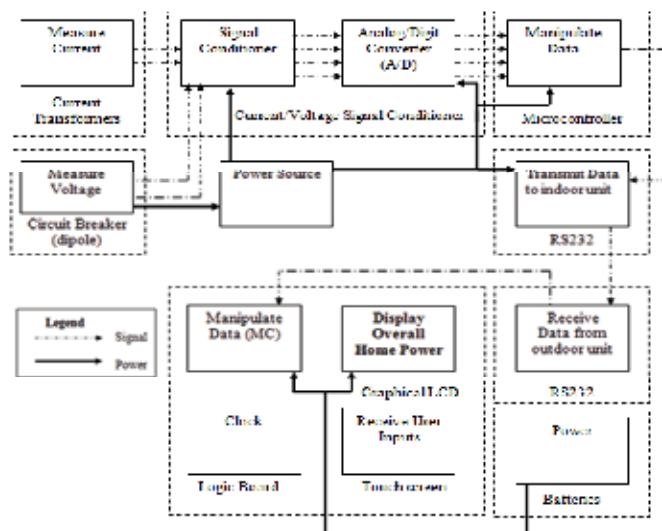 Measure
Current
Current
Transformers
Signal
Conditioner
Analog/Digit
Converter
(A/D)
Current/Voltage Signal Conditioner
Manipulate
Data
Microcontroller
Measure
Voltage
Circuit Breaker
(dipole)
Power Source
Transmit Data
to indoor unit
RS232
Legend
Signal
Power
Manipulate
Data (MC)
Display
Overall
Home Power
Graphical LCD
Receive
Data from
outdoor unit
RS232
Clock
Logic Board
Receive User
Inputs
Touchscreen
Power
Batteries